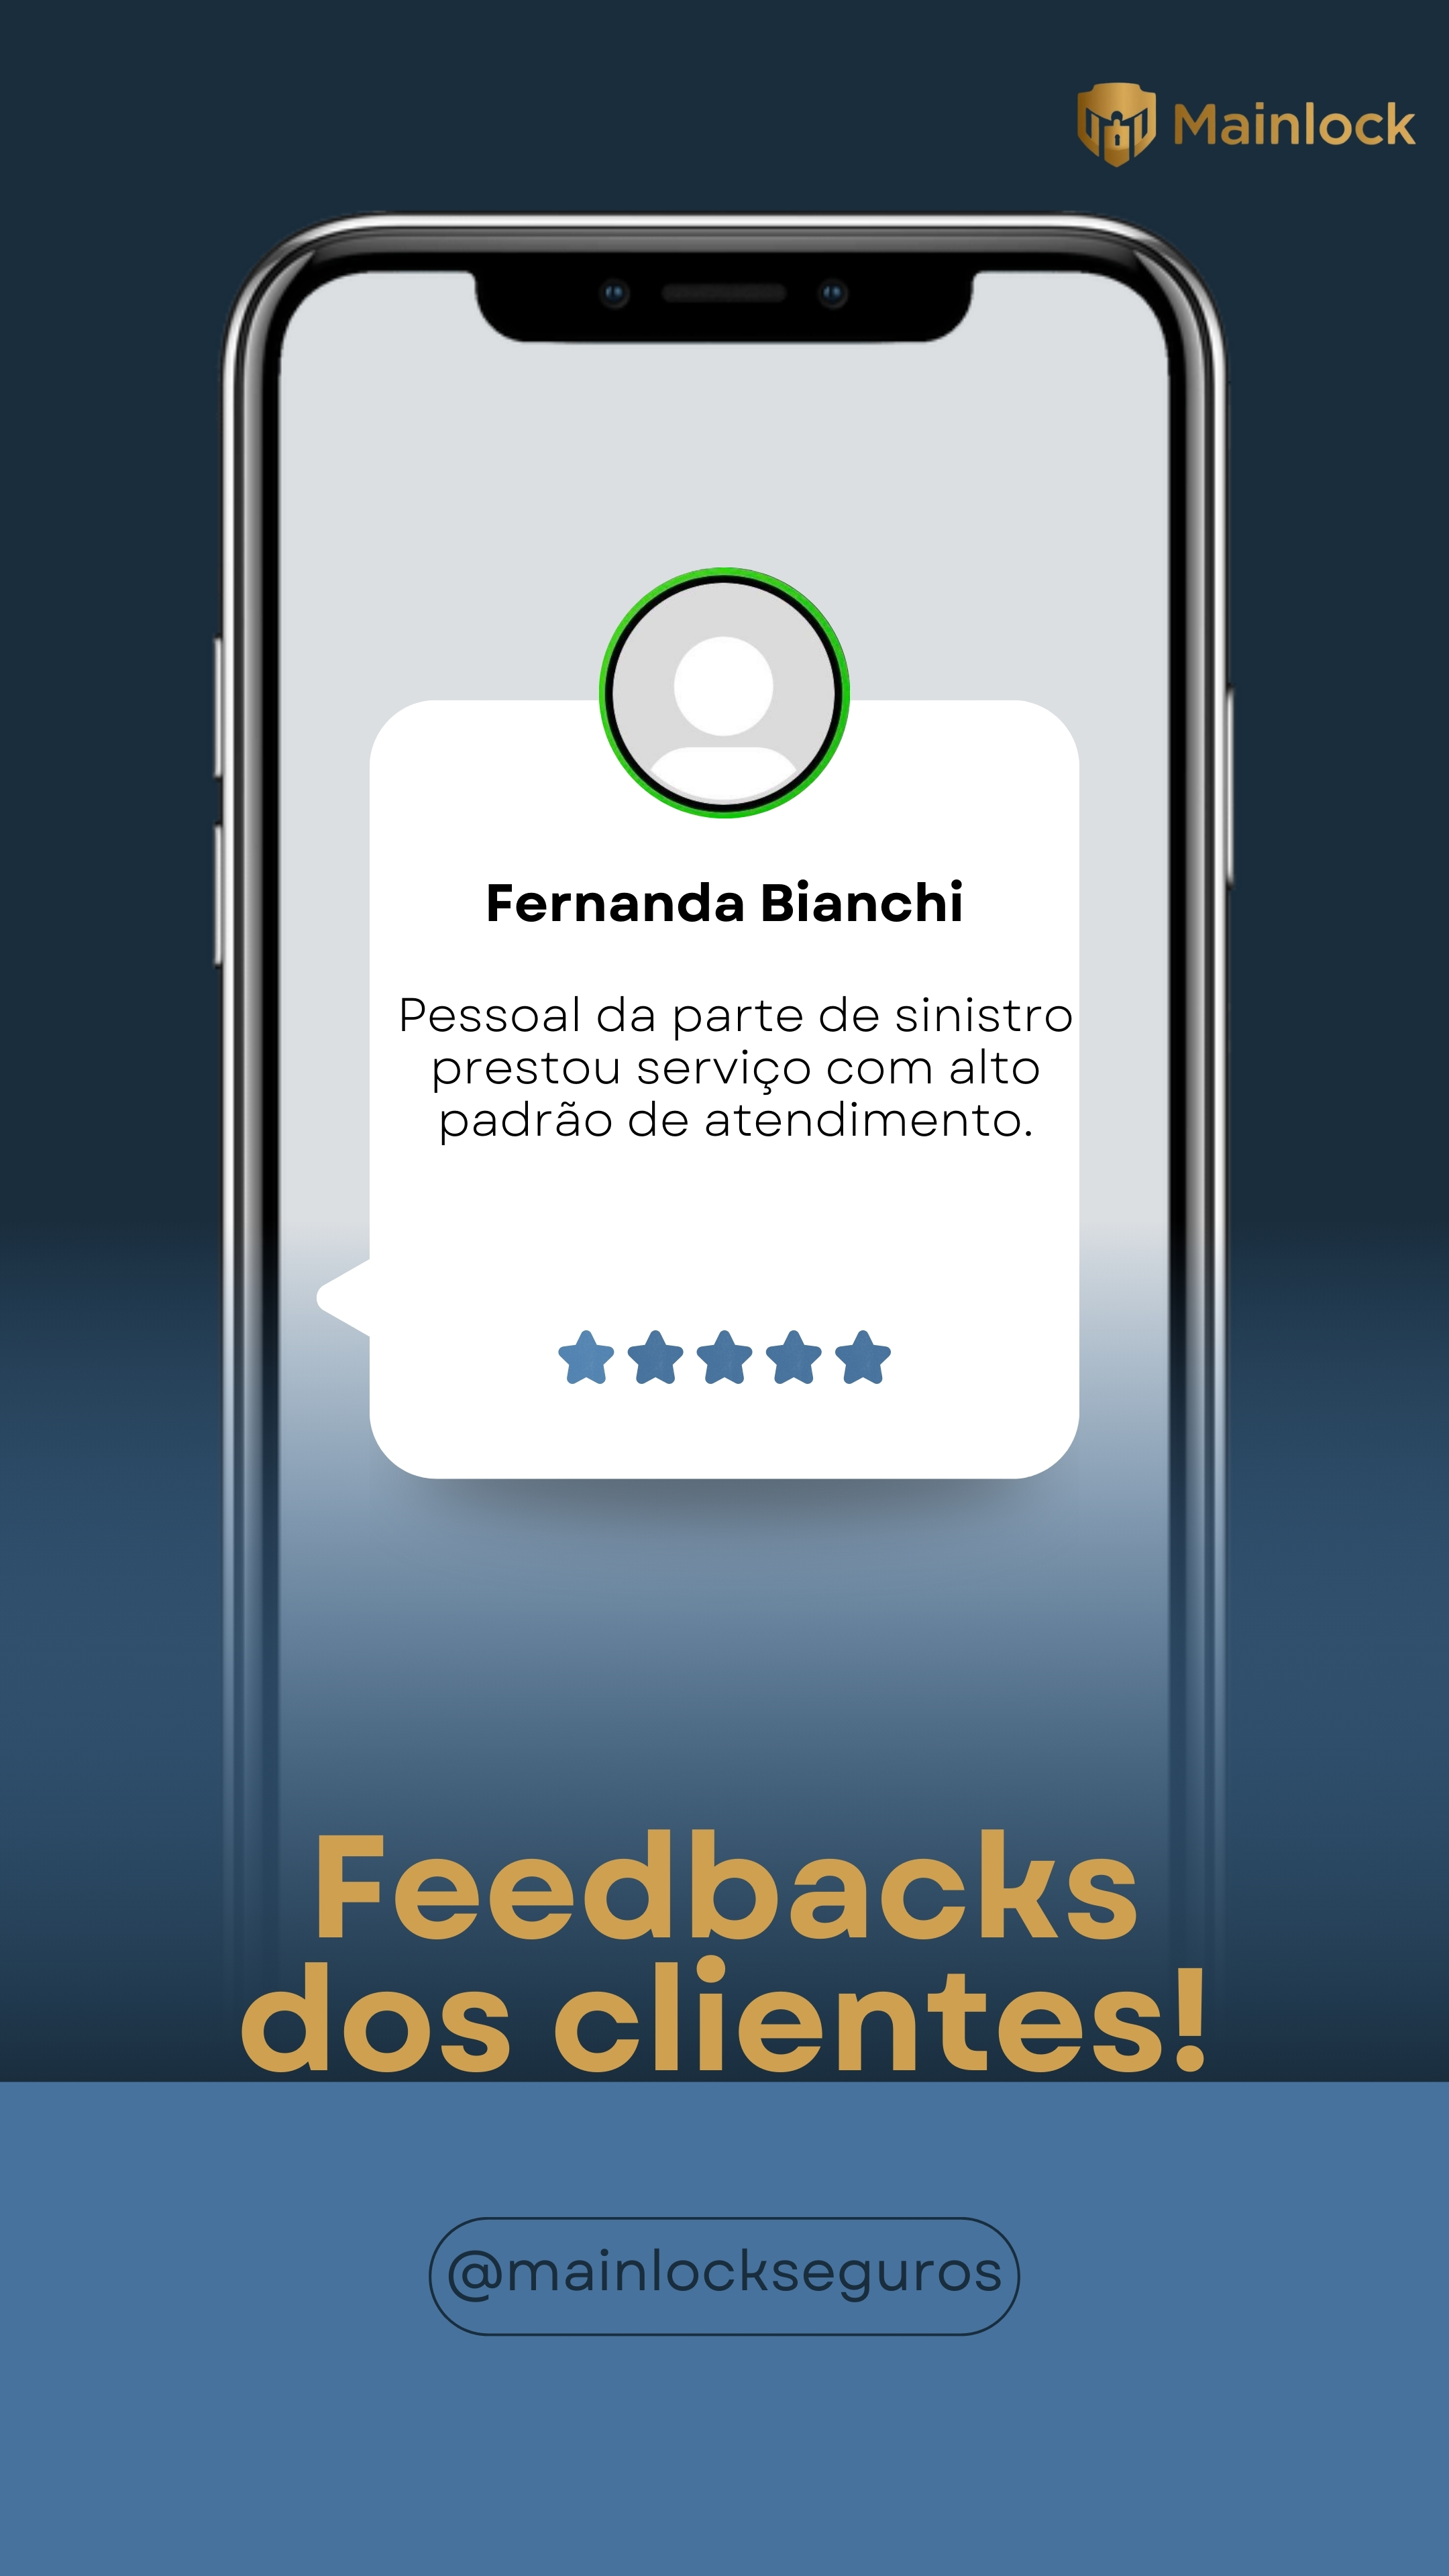 Mainlock
Fernanda Bianchi
Pessoal da parte de sinistro
prestou serviço com alto
padrão de atendimento.
Feedbacks
dos clientes!
@mainlockseguros